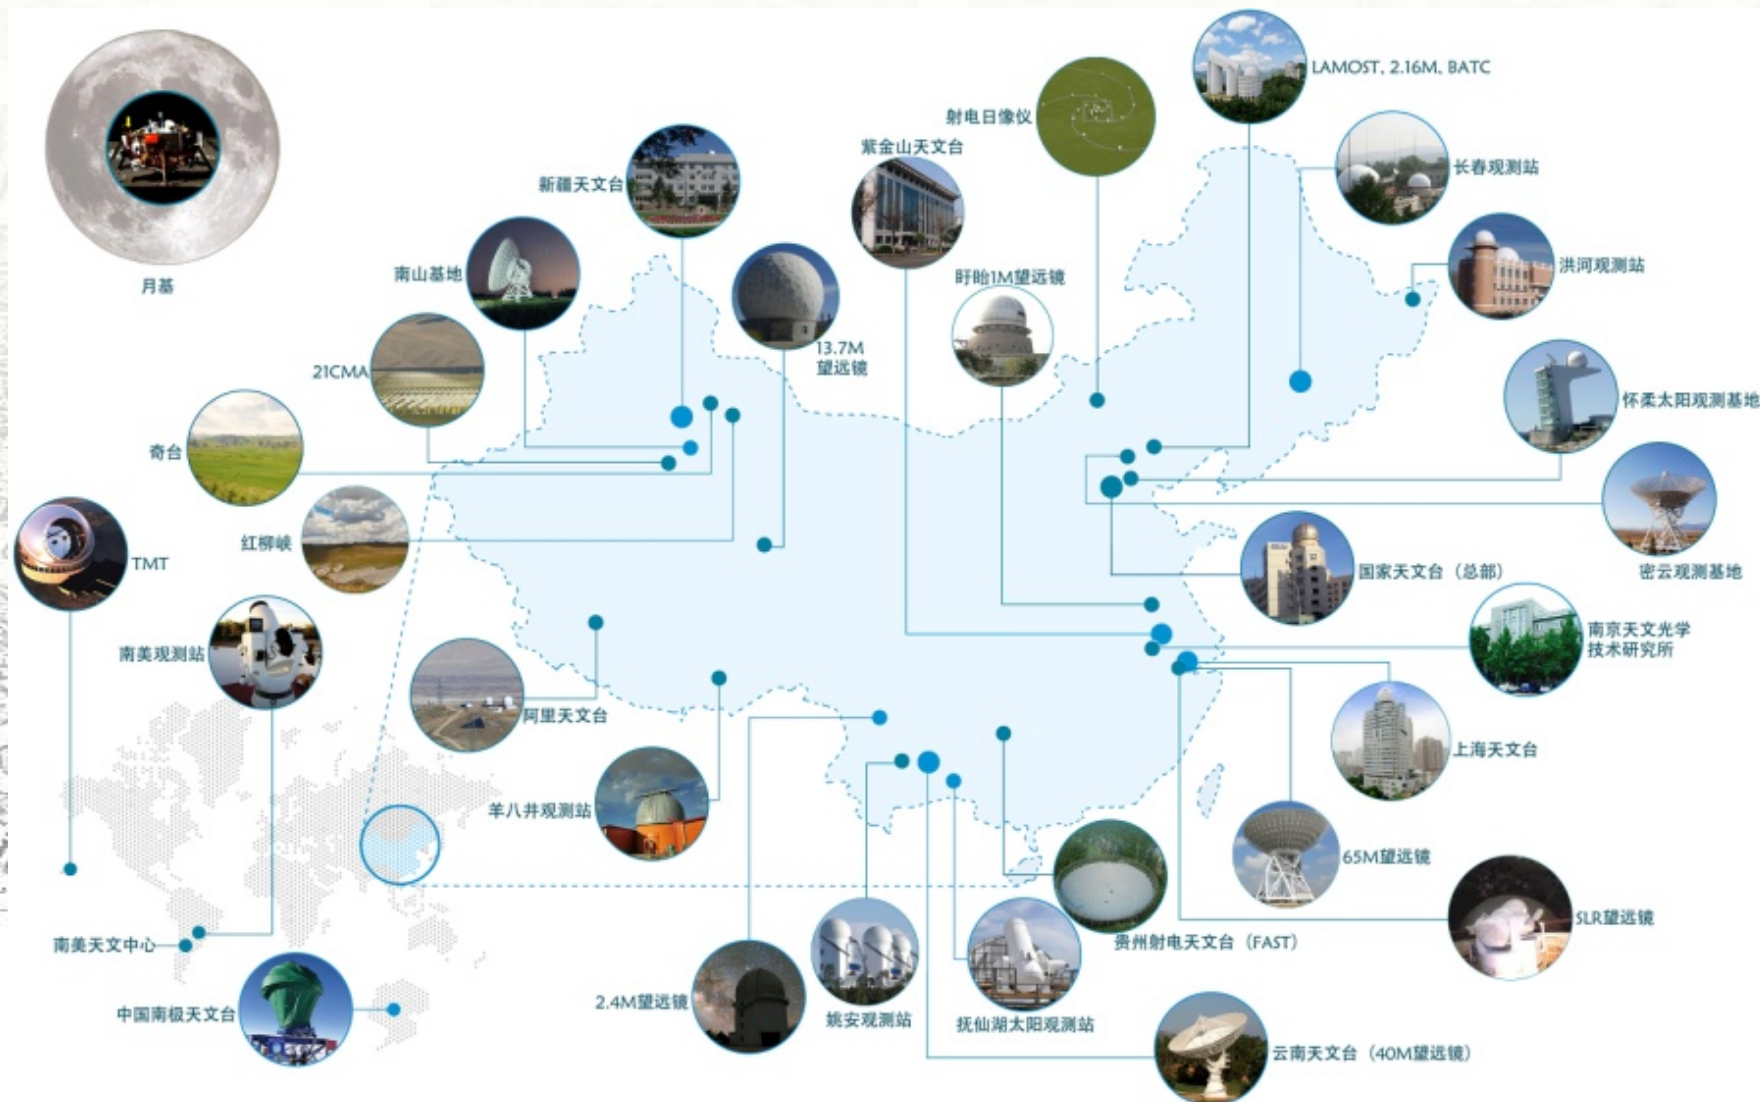 LAMOST, 2.16M, BATC
射电日像仪
紫金山天文台
长春观测站
新疆天文台
洪河观测站
南山基地
盱眙1M望远镜
月基
13.7M
望远镜
21CMA
怀柔太阳观测基地
奇台
红柳峡
TMT
国家天文台（总部）
密云观测基地
南美观测站
南京天文光学
技术研究所
阿里天文台
上海天文台
羊八井观测站
65M望远镜
SLR望远镜
南美天文中心
贵州射电天文台（FAST）
2.4M望远镜
中国南极天文台
姚安观测站
抚仙湖太阳观测站
云南天文台（40M望远镜）